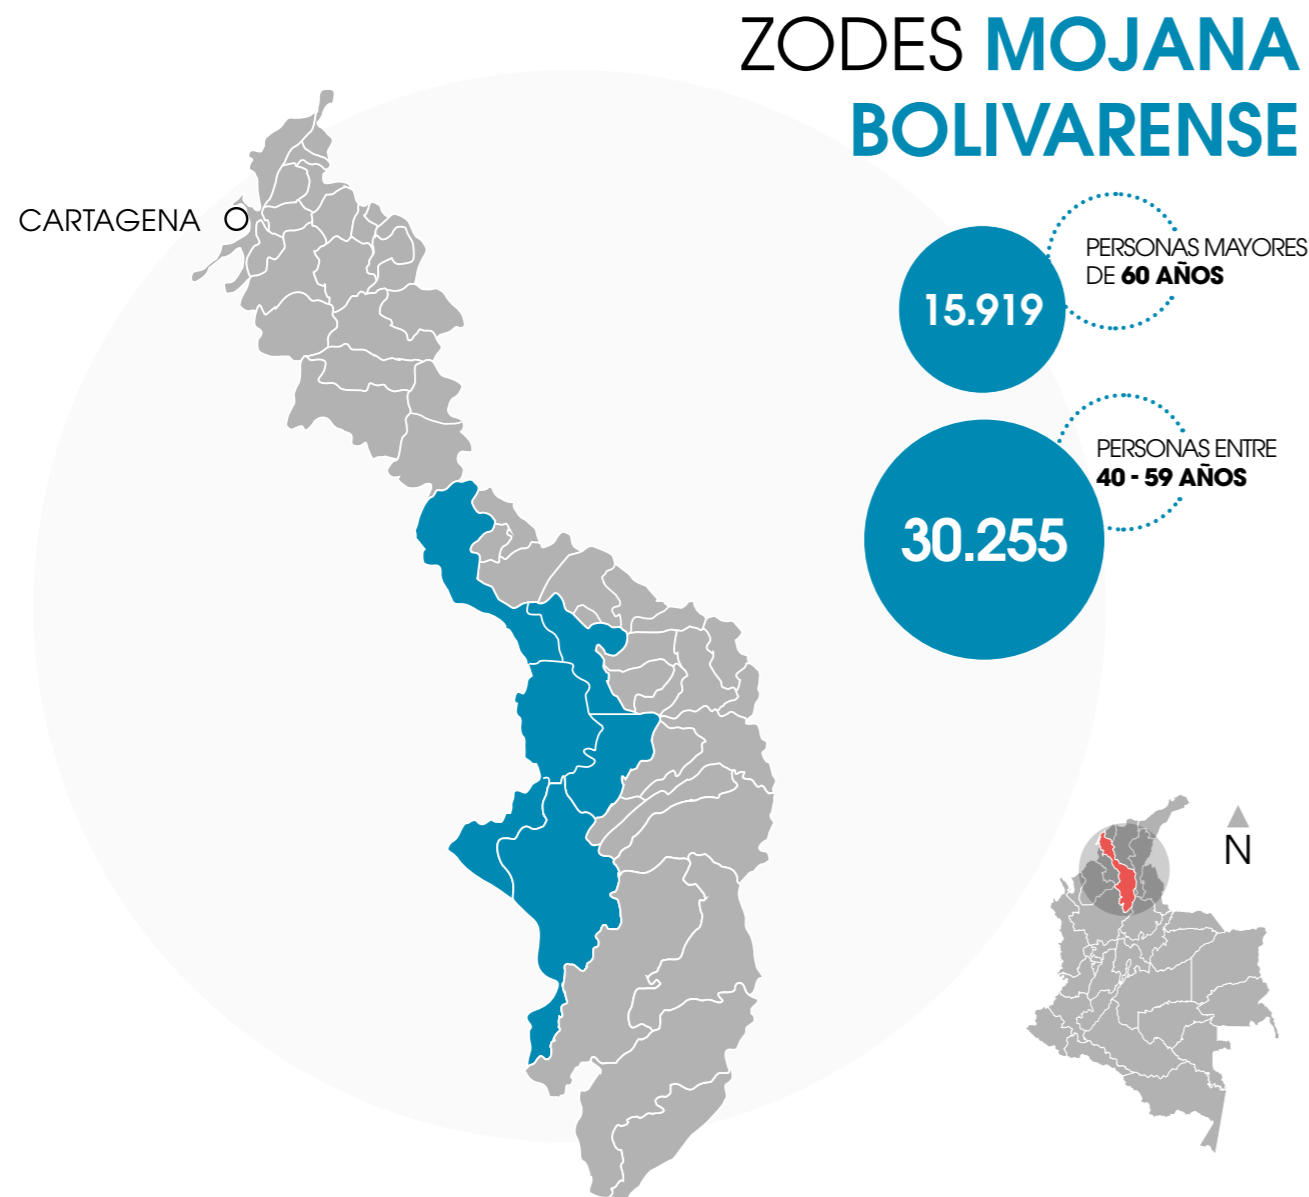 ZODES MOJANA
BOLIVARENSE
CARTAGENA
15.919
PERSONAS MAYORES
DE 60 AÑOS
30.255
PERSONAS ENTRE
40 - 59 AÑOS
N